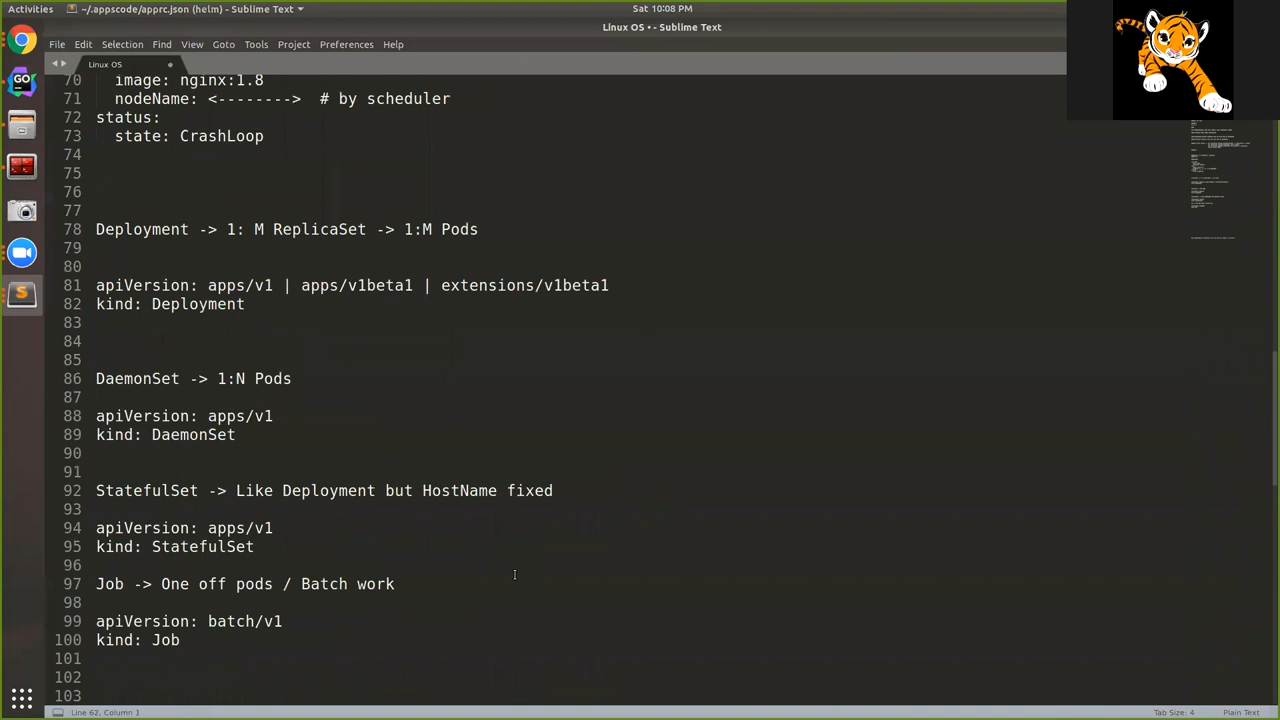 Activities
~/.appscode/apprc.json (helm) - Sublime Text
Sat 10:08 PM
Linux OS • - Sublime Text
File Edit Selection Find View Goto Tools Project Preferences Help
Linux OS
70 image: nginx:1.8
71 nodeName: <--------> # by scheduler
72 status:
73 state: CrashLoop
74
75
76
77
78 Deployment -> 1: M ReplicaSet -> 1:M Pods
79
80
81 apiVersion: apps/v1 | apps/v1beta1 | extensions/v1beta1
82 kind: Deployment
83
84
85
86 DaemonSet -> 1:N Pods
87
88 apiVersion: apps/v1
89 kind: DaemonSet
90
91
92 StatefulSet -> Like Deployment but HostName fixed
93
94 apiVersion: apps/v1
95 kind: StatefulSet
96
97 Job -> One off pods / Batch work
98
99 apiVersion: batch/v1
100 kind: Job
101
102
103
Line 62, Column 1
Tab Size: 4
Plain Text